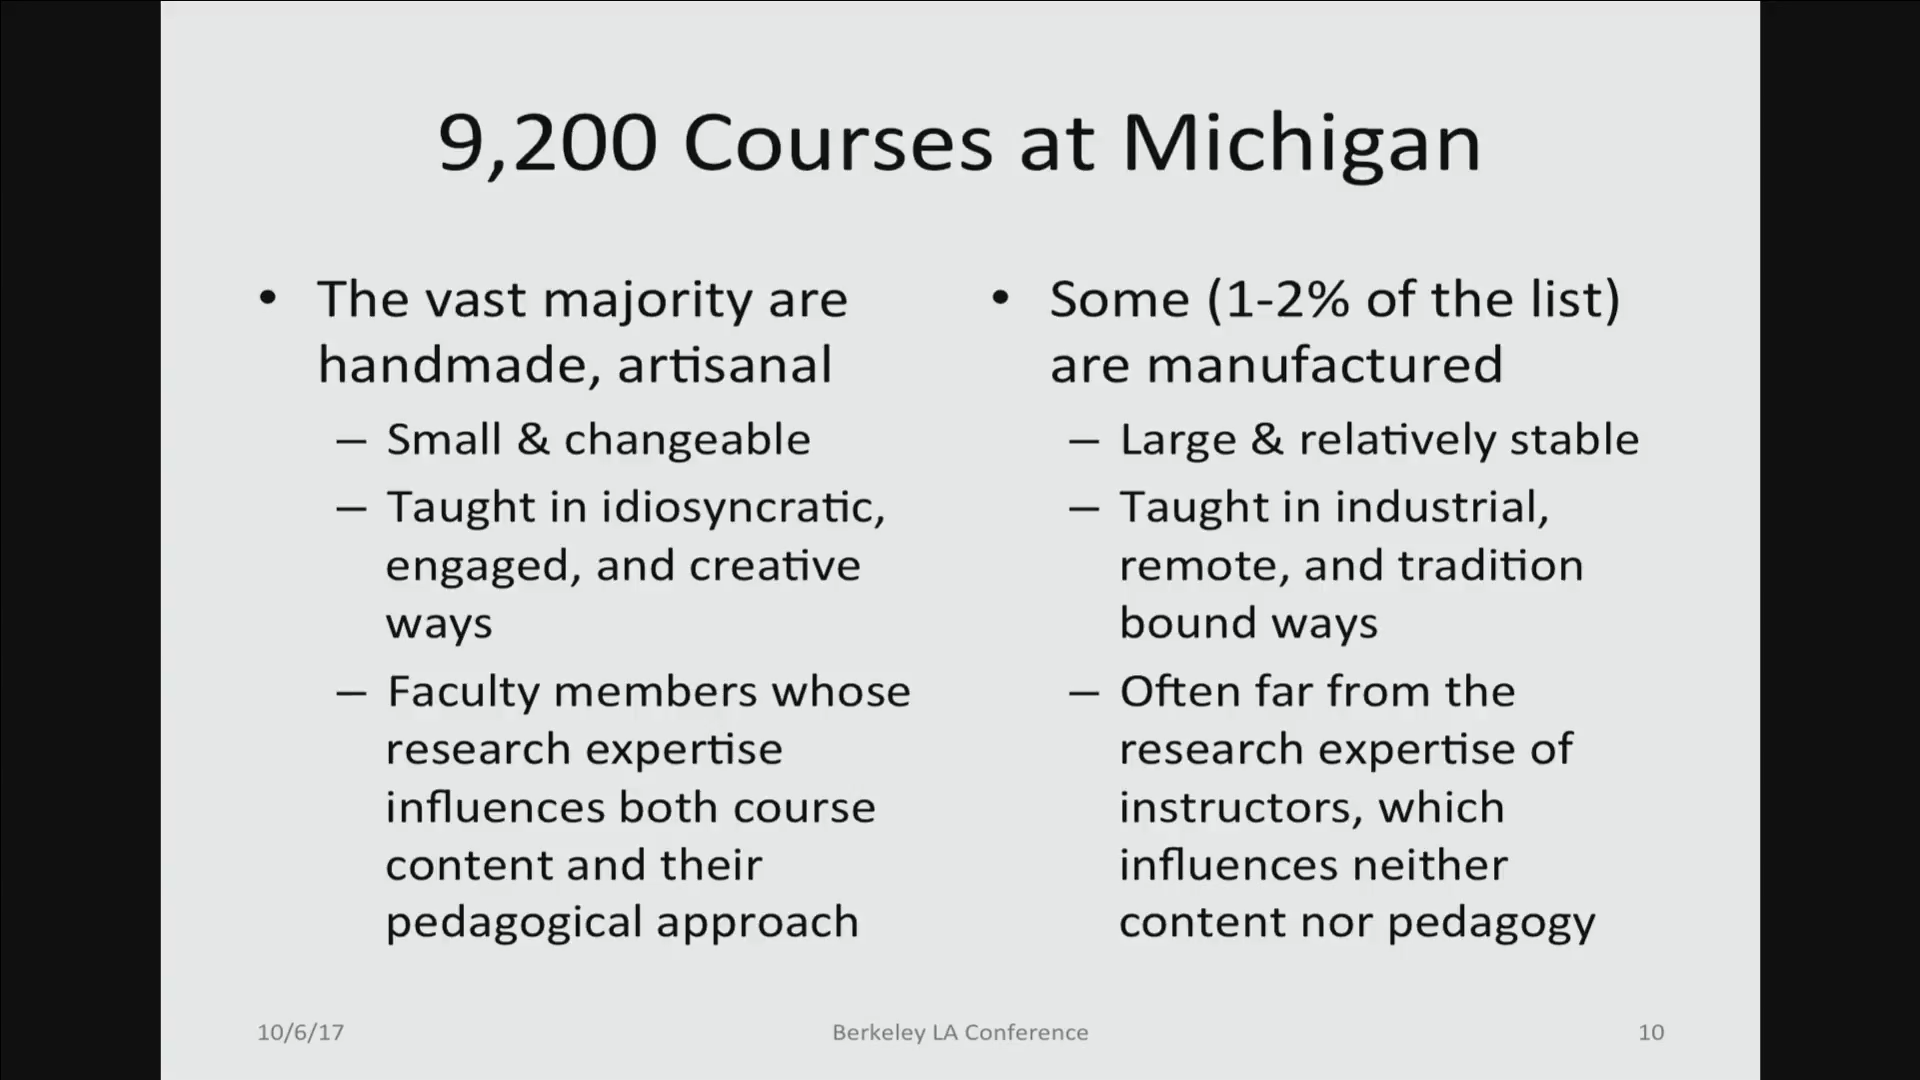 9,200 Courses at Michigan
• The vast majority are
handmade, artisanal
– Small & changeable
– Taught in idiosyncratic,
engaged, and creative
ways
– Faculty members whose
research expertise
influences both course
content and their
pedagogical approach
• Some (1-2% of the list)
are manufactured
– Large & relatively stable
– Taught in industrial,
remote, and tradition
bound ways
– Often far from the
research expertise of
instructors, which
influences neither
content nor pedagogy
10/6/17
Berkeley LA Conference
10